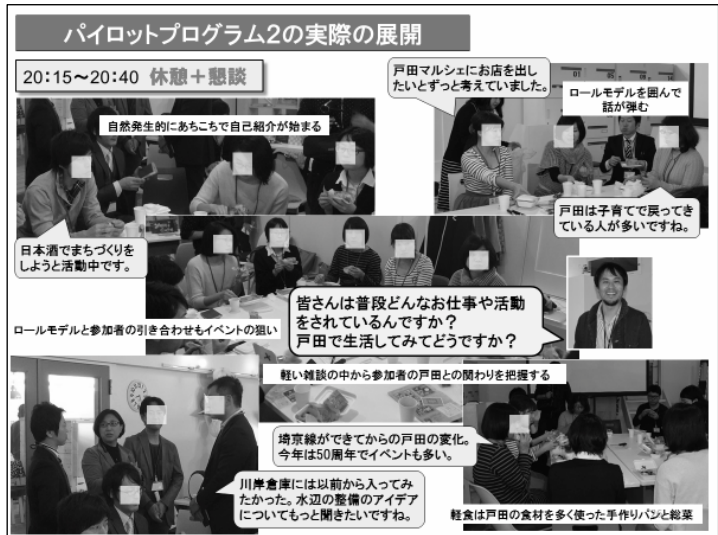 パイロットプログラム2の実際の展開
20:15～20:40 休憩＋懇談
自然発生的にあちこちで自己紹介が始まる
戸田マルシェにお店を出し
たいとずっと考えていました。
ロールモデルを囲んで
話が弾む
戸田は子育てで戻ってき
ている人が多いですね。
日本酒でまちづくりを
しようと活動中です。
皆さんは普段どんなお仕事や活動
をされているんですか？
戸田で生活してみてどうですか？
ロールモデルと参加者の引き合わせもイベントの狙い
軽い雑談の中から参加者の戸田との関わりを把握する
埼京線ができてからの戸田の変化。
今年は50周年でイベントも多い。
川岸倉庫には以前から入ってみ
たかった。水辺の整備のアイデア
についてもっと聞きたいですね。
軽食は戸田の食材を多く使った手作りパンと総菜